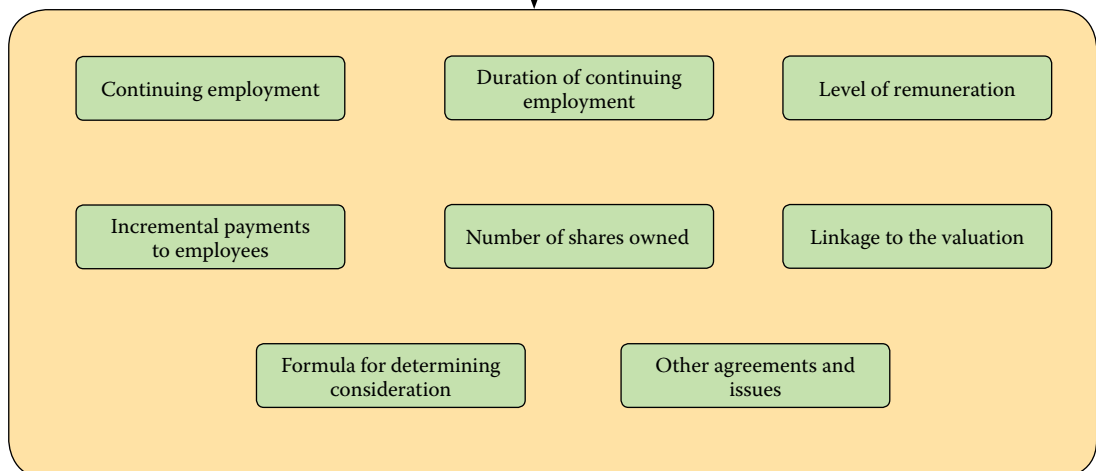 Continuing employment
Duration of continuing
employment
Level of remuneration
Incremental payments
to employees
Number of shares owned
Linkage to the valuation
Formula for determining
consideration
Other agreements and
issues